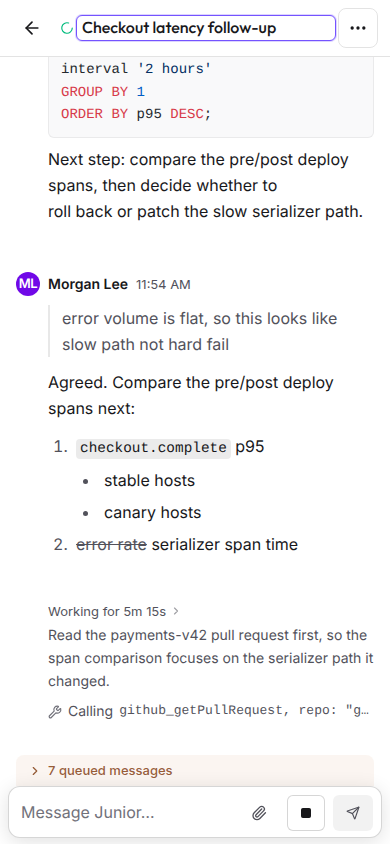 Checkout latency follow-up
interval '2 hours'
GROUP BY 1
ORDER BY p95 DESC;
Next step: compare the pre/post deploy
spans, then decide whether to
roll back or patch the slow serializer path.
ML Morgan Lee 11:54 AM
error volume is flat, so this looks like
slow path not hard fail
Agreed. Compare the pre/post deploy
spans next:
1. checkout.complete p95
• stable hosts
• canary hosts
2. error rate serializer span time
Working for 5m 15s
Read the payments-v42 pull request first, so the
span comparison focuses on the serializer path it
changed.
Calling github_getPullRequest, repo: "g…
7 queued messages
Message Junior...